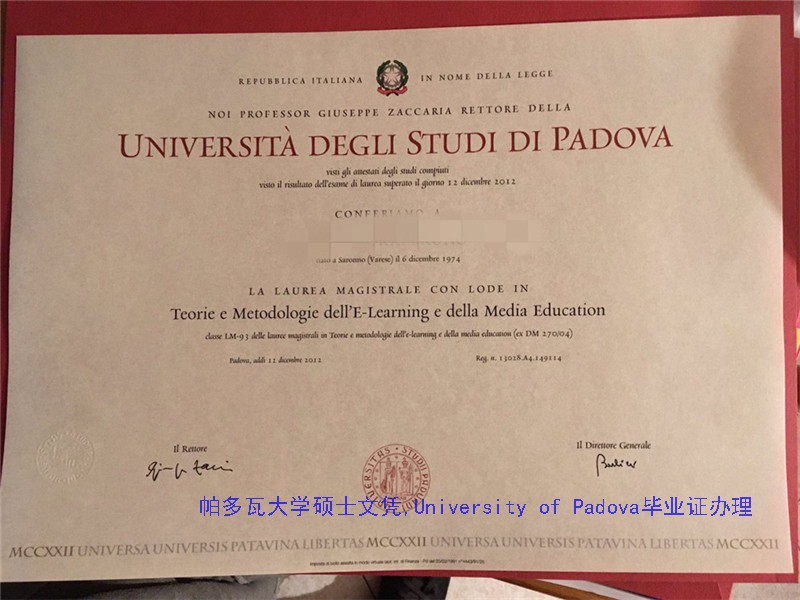 REPUBBLICA ITALIANA IN NOME DELLA LEGGE
NOI PROFESSOR GIUSEPPE ZACCARIA RETTORE DELLA
UNIVERSITÀ DEGLI STUDI DI PADOVA
visti gli attestati degli studi compiuti
visto il risultato dell'esame di laurea superato il giorno 12 dicembre 2012
CONFERIAMO A
nato a Saronno (Varese) il 6 dicembre 1974
LA LAUREA MAGISTRALE CON LODE IN
Teorie e Metodologie dell'E-Learning e della Media Education
classe LM-93 delle lauree magistrali in Teorie e metodologie dell'e-learning e della media education (ex DM 270/04)
Padova, addì 12 dicembre 2012 Reg. n. 13028.A4.149114
Il Rettore Il Direttore Generale
帕多瓦大学硕士文凭,University of Padova毕业证办理
MCCXXII UNIVERSA UNIVERSIS PATAVINA LIBERTAS MCCXXII UNIVERSA UNIVERSIS PATAVINA LIBERTAS MCCXXII